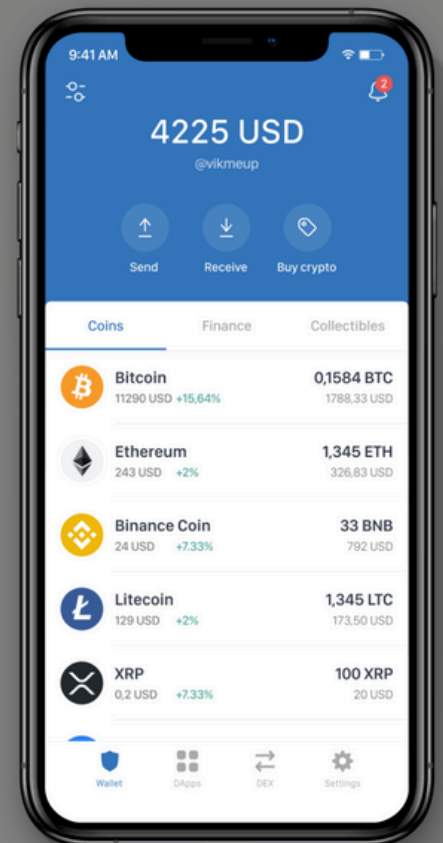 9:41 AM
2
4225 USD
@vikmeup
Send Receive Buy crypto
Coins Finance Collectibles
Bitcoin 0,1584 BTC
11290 USD +15,64% 1788,33 USD
Ethereum 1,345 ETH
243 USD +2% 326,83 USD
Binance Coin 33 BNB
24 USD +7.33% 792 USD
Litecoin 1,345 LTC
129 USD +2% 173,50 USD
XRP 100 XRP
0,2 USD +7.33% 20 USD
Wallet DApps DEX Settings